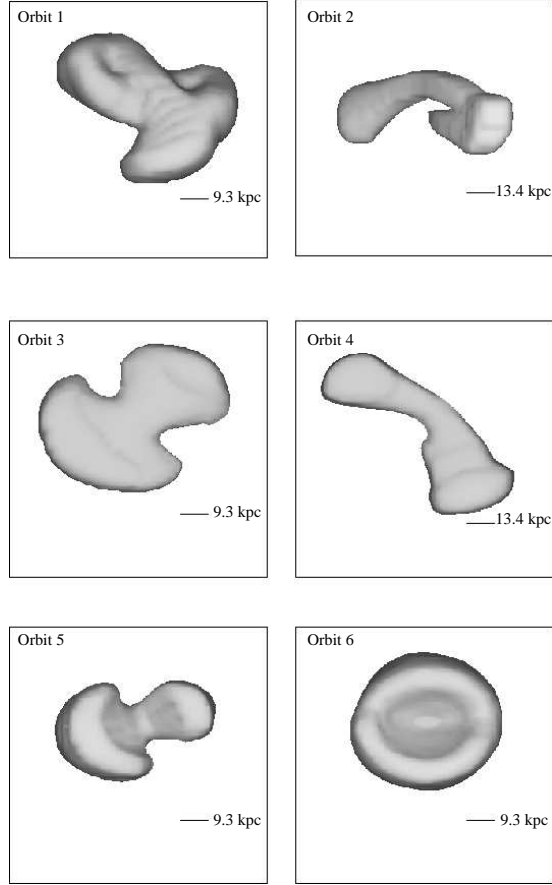 Orbit 1
9.3 kpc
Orbit 2
13.4 kpc
Orbit 3
9.3 kpc
Orbit 4
13.4 kpc
Orbit 5
9.3 kpc
Orbit 6
9.3 kpc